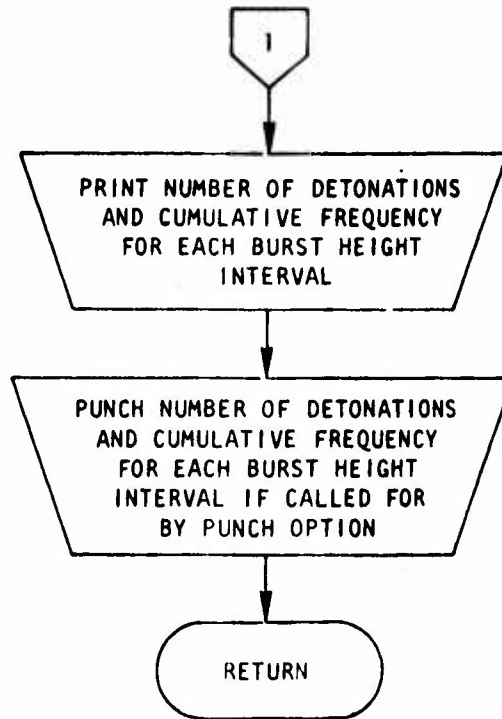 1
PRINT NUMBER OF DETONATIONS
AND CUMULATIVE FREQUENCY
FOR EACH BURST HEIGHT
INTERVAL
PUNCH NUMBER OF DETONATIONS
AND CUMULATIVE FREQUENCY
FOR EACH BURST HEIGHT
INTERVAL IF CALLED FOR
BY PUNCH OPTION
RETURN